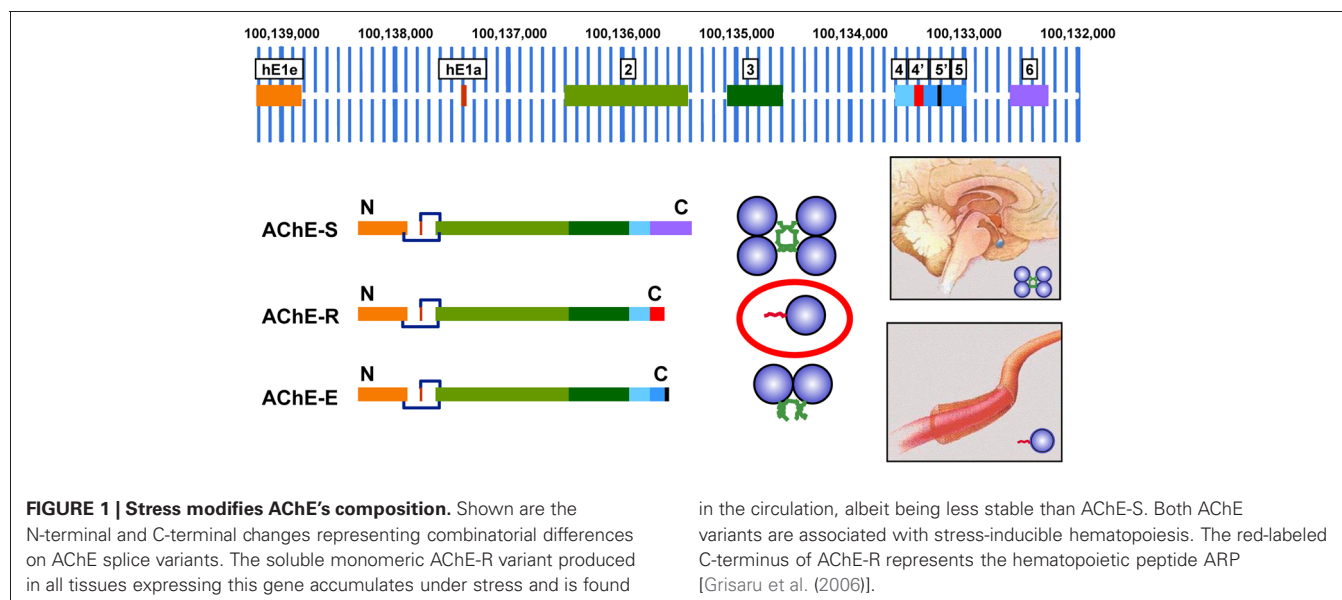 100,139,000 100,138,000 100,137,000 100,136,000 100,135,000 100,134,000 100,133,000 100,132,000
hE1e hE1a 2 3 4 4' 5' 5 6
N C
AChE-S
N C
AChE-R
N C
AChE-E
FIGURE 1 | Stress modifies AChE's composition. Shown are the
N-terminal and C-terminal changes representing combinatorial differences
on AChE splice variants. The soluble monomeric AChE-R variant produced
in all tissues expressing this gene accumulates under stress and is found
in the circulation, albeit being less stable than AChE-S. Both AChE
variants are associated with stress-inducible hematopoiesis. The red-labeled
C-terminus of AChE-R represents the hematopoietic peptide ARP
[Grisaru et al. (2006)].